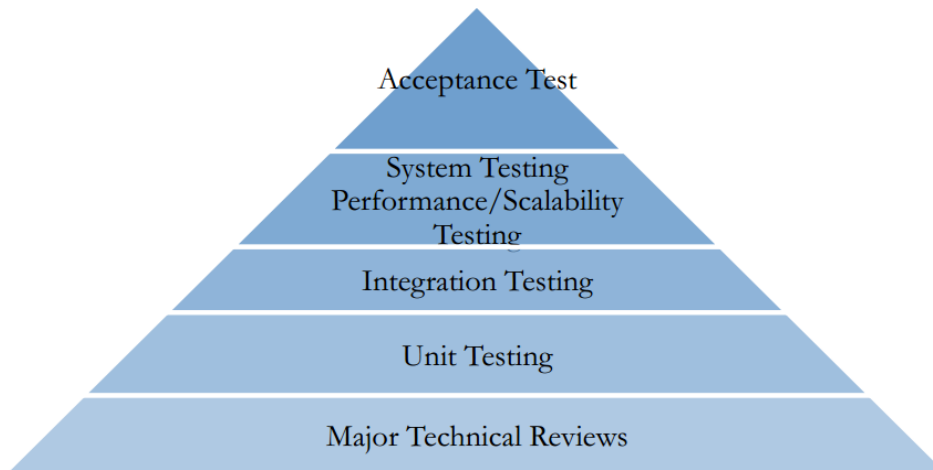 Acceptance Test
System Testing
Performance/Scalability
Testing
Integration Testing
Unit Testing
Major Technical Reviews